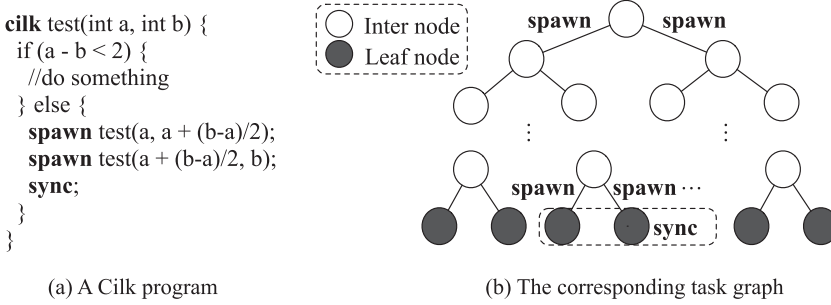 cilk test(int a, int b) {
if (a - b < 2) {
//do something
} else {
spawn test(a, a + (b-a)/2);
spawn test(a + (b-a)/2, b);
sync;
}
}
(a) A Cilk program
Inter node
Leaf node
spawn spawn
⋮ ⋮
spawn spawn ···
sync
(b) The corresponding task graph